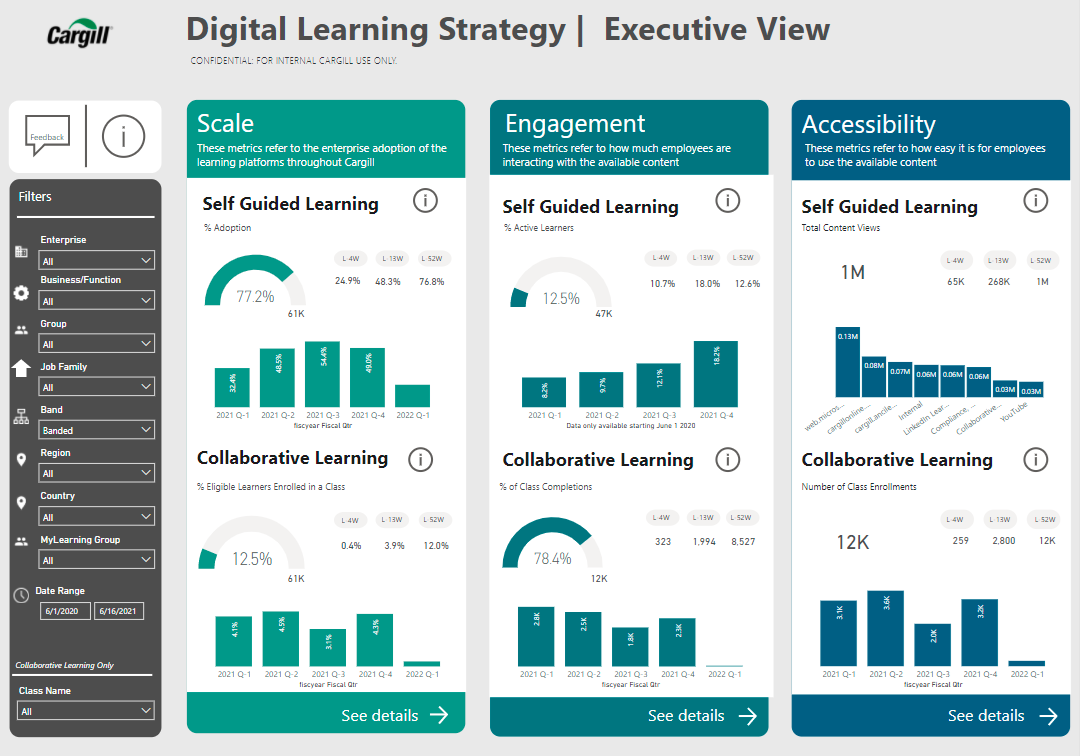 Cargill
Digital Learning Strategy | Executive View
CONFIDENTIAL: FOR INTERNAL CARGILL USE ONLY.
Feedback
i
Filters
Enterprise
All
Business/Function
All
Group
All
Job Family
All
Band
Banded
Region
All
Country
All
MyLearning Group
All
Date Range
6/1/2020 6/16/2021
Collaborative Learning Only
Class Name
All
Scale
These metrics refer to the enterprise adoption of the
learning platforms throughout Cargill
Self Guided Learning
i
% Adoption
L-4W L-13W L-52W
24.9% 48.3% 76.8%
77.2%
61K
32.4% 48.5% 54.4% 49.0%
2021 Q-1 2021 Q-2 2021 Q-3 2021 Q-4 2022 Q-1
fiscyear Fiscal Qtr
Collaborative Learning
i
% Eligible Learners Enrolled in a Class
L-4W L-13W L-52W
0.4% 3.9% 12.0%
12.5%
61K
4.1% 4.5% 3.1% 4.3%
2021 Q-1 2021 Q-2 2021 Q-3 2021 Q-4 2022 Q-1
fiscyear Fiscal Qtr
See details
Engagement
These metrics refer to how much employees are
interacting with the available content
Self Guided Learning
i
% Active Learners
L-4W L-13W L-52W
10.7% 18.0% 12.6%
12.5%
47K
8.2% 9.7% 12.1% 18.2%
2021 Q-1 2021 Q-2 2021 Q-3 2021 Q-4
Data only available starting June 1 2020
Collaborative Learning
i
% of Class Completions
L-4W L-13W L-52W
323 1,994 8,527
78.4%
12K
2.8K 2.5K 1.8K 2.3K
2021 Q-1 2021 Q-2 2021 Q-3 2021 Q-4 2022 Q-1
fiscyear Fiscal Qtr
See details
Accessibility
These metrics refer to how easy it is for employees
to use the available content
Self Guided Learning
i
Total Content Views
L-4W L-13W L-52W
65K 268K 1M
1M
0.13M 0.08M 0.07M 0.06M 0.06M 0.06M 0.03M 0.03M
web.micros... cargillonline.... cargill.ancile... Internal LinkedIn Lear... Compliance, ... Collaborative... YouTube
Collaborative Learning
i
Number of Class Enrollments
L-4W L-13W L-52W
259 2,800 12K
12K
3.1K 3.6K 2.0K 3.2K
2021 Q-1 2021 Q-2 2021 Q-3 2021 Q-4 2022 Q-1
fiscyear Fiscal Qtr
See details